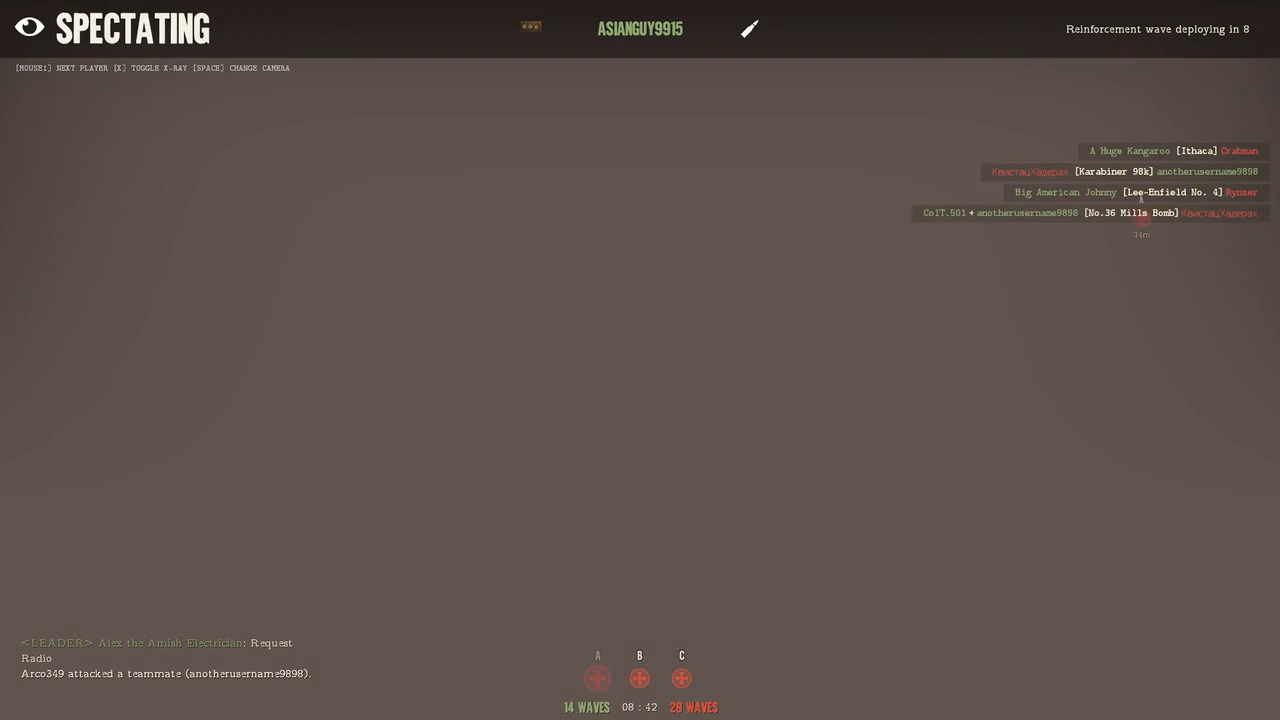 SPECTATING
ASIANGUY9915
Reinforcement wave deploying in 8
[MOUSE1] NEXT PLAYER [X] TOGGLE X-RAY [SPACE] CHANGE CAMERA
A Huge Kangaroo [Ithaca] Crabman
КвистацХадерах [Karabiner 98k] anotherusername9898
Big American Johnny [Lee-Enfield No. 4] Rynzer
A
ColT.501 + anotherusername9898 [No.36 Mills Bomb] КвистацХадерах
34m
<LEADER> Alex the Amish Electrician: Request
Radio
Arco349 attacked a teammate (anotherusername9898).
A B C
14 WAVES 08 : 42 29 WAVES